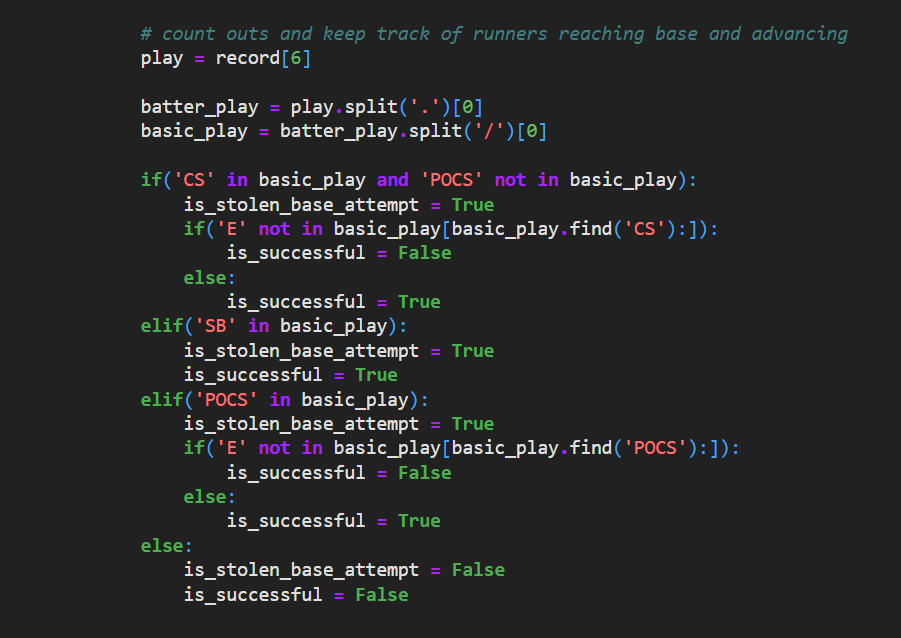 # count outs and keep track of runners reaching base and advancing
play = record[6]
batter_play = play.split('.')[0]
basic_play = batter_play.split('/')[0]
if('CS' in basic_play and 'POCS' not in basic_play):
is_stolen_base_attempt = True
if('E' not in basic_play[basic_play.find('CS'):]):
is_successful = False
else:
is_successful = True
elif('SB' in basic_play):
is_stolen_base_attempt = True
is_successful = True
elif('POCS' in basic_play):
is_stolen_base_attempt = True
if('E' not in basic_play[basic_play.find('POCS'):]):
is_successful = False
else:
is_successful = True
else:
is_stolen_base_attempt = False
is_successful = False